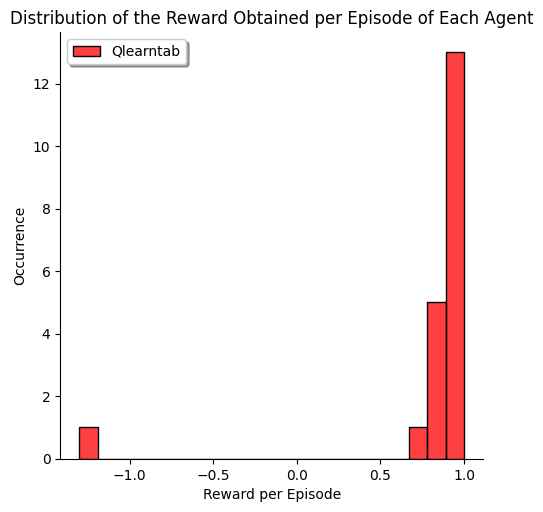 Distribution of the Reward Obtained per Episode of Each Agent
Qlearntab
12
10
8
6
4
2
0
Occurrence
−1.0 −0.5 0.0 0.5 1.0
Reward per Episode